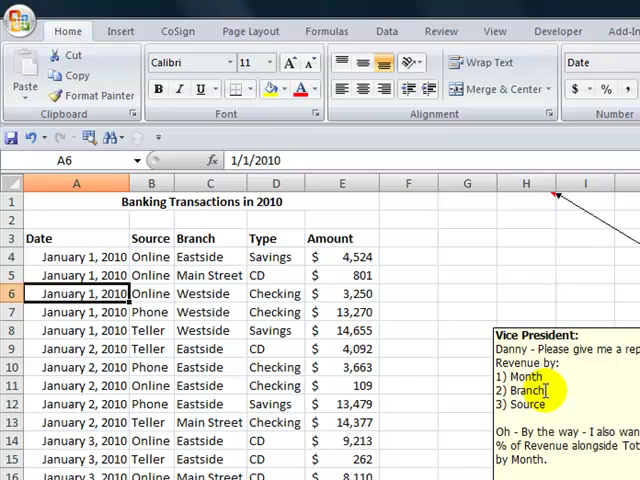 Home Insert CoSign Page Layout Formulas Data Review View Developer Add-In
Paste
Cut
Copy
Format Painter
Clipboard
Calibri 11 A A
B I U A
Font
Wrap Text
Merge & Center
Alignment
Date
$ % ,
Number
A6 fx 1/1/2010
A B C D E F G H I
1 Banking Transactions in 2010
2
3 Date Source Branch Type Amount
4 January 1, 2010 Online Eastside Savings $ 4,524
5 January 1, 2010 Online Main Street CD $ 801
6 January 1, 2010 Online Westside Checking $ 3,250
7 January 1, 2010 Phone Westside Checking $ 13,270
8 January 1, 2010 Teller Westside Savings $ 14,655
9 January 2, 2010 Teller Eastside CD $ 4,092
10 January 2, 2010 Phone Eastside Checking $ 3,663
11 January 2, 2010 Online Eastside Checking $ 109
12 January 2, 2010 Phone Eastside Savings $ 13,479
13 January 2, 2010 Teller Main Street Checking $ 14,377
14 January 3, 2010 Online Eastside CD $ 9,213
15 January 3, 2010 Teller Eastside CD $ 262
16 January 3, 2010 Online Westside CD $ 8,110
Vice President:
Danny - Please give me a rep
Revenue by:
1) Month
2) Branch
3) Source
Oh - By the way - I also wan
% of Revenue alongside Tot
by Month.